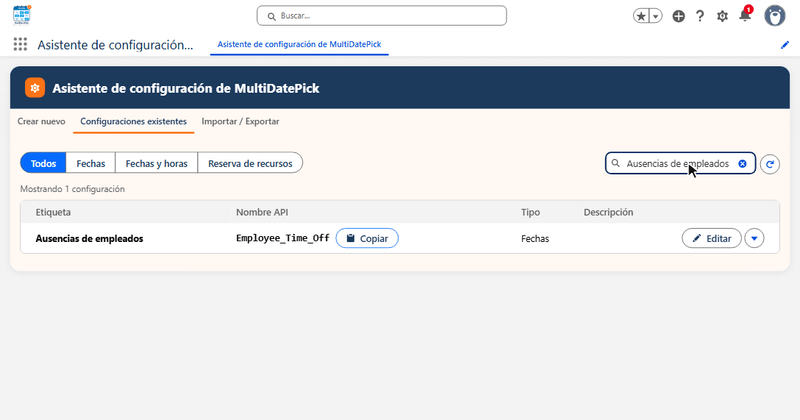 Buscar...
1
Asistente de configuración...
Asistente de configuración de MultiDatePick
Asistente de configuración de MultiDatePick
Crear nuevo
Configuraciones existentes
Importar / Exportar
Todos
Fechas
Fechas y horas
Reserva de recursos
Ausencias de empleados
Mostrando 1 configuración
Etiqueta
Nombre API
Tipo
Descripción
Ausencias de empleados
Employee_Time_Off
Copiar
Fechas
Editar